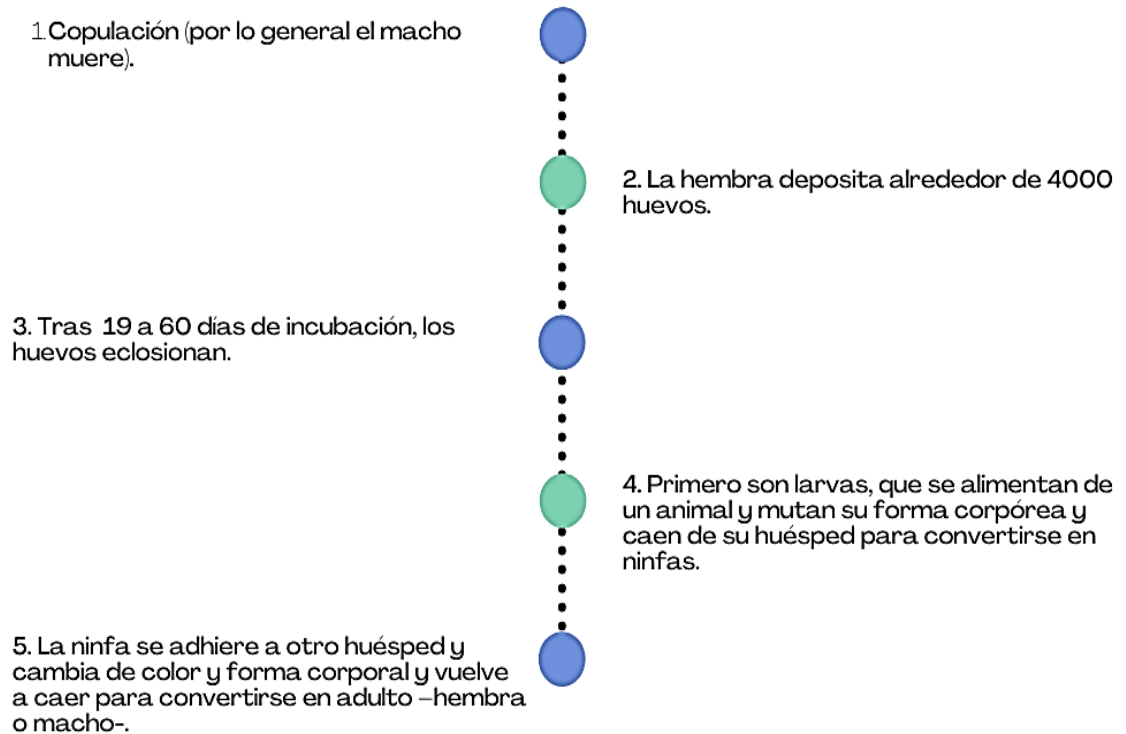 1.Copulación (por lo general el macho
muere).
2. La hembra deposita alrededor de 4000
huevos.
3. Tras 19 a 60 días de incubación, los
huevos eclosionan.
4. Primero son larvas, que se alimentan de
un animal y mutan su forma corpórea y
caen de su huésped para convertirse en
ninfas.
5. La ninfa se adhiere a otro huésped y
cambia de color y forma corporal y vuelve
a caer para convertirse en adulto –hembra
o macho-.